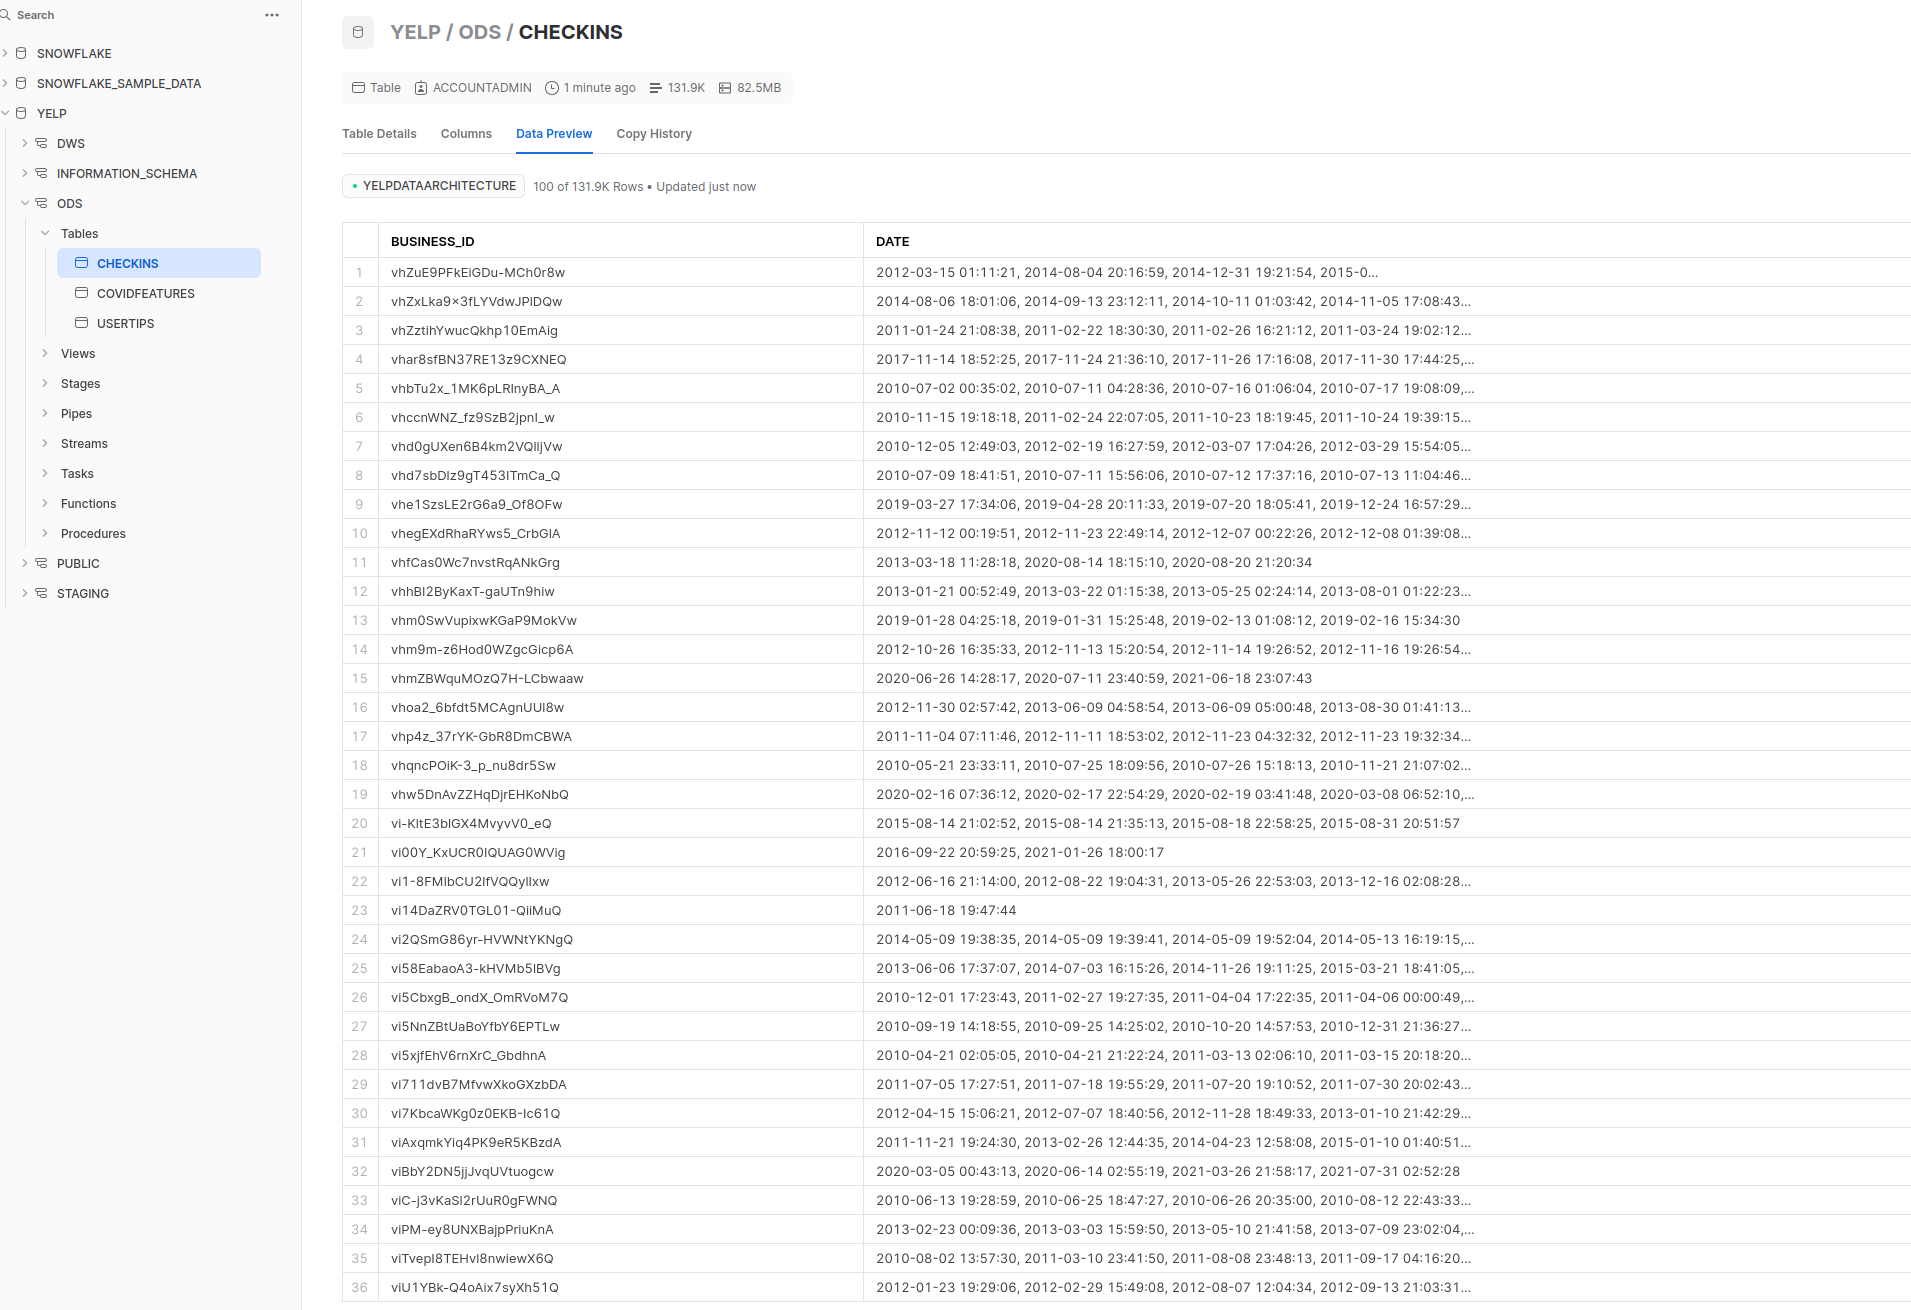 Search
SNOWFLAKE
SNOWFLAKE_SAMPLE_DATA
YELP
DWS
INFORMATION_SCHEMA
ODS
Tables
CHECKINS
COVIDFEATURES
USERTIPS
Views
Stages
Pipes
Streams
Tasks
Functions
Procedures
PUBLIC
STAGING
YELP / ODS / CHECKINS
Table ACCOUNTADMIN 1 minute ago 131.9K 82.5MB
Table Details Columns Data Preview Copy History
YELPDATAARCHITECTURE 100 of 131.9K Rows • Updated just now
BUSINESS_ID DATE
1 vhZuE9PFkEiGDu-MCh0r8w 2012-03-15 01:11:21, 2014-08-04 20:16:59, 2014-12-31 19:21:54, 2015-0...
2 vhZxLka9×3fLYVdwJPlDQw 2014-08-06 18:01:06, 2014-09-13 23:12:11, 2014-10-11 01:03:42, 2014-11-05 17:08:43...
3 vhZztihYwucQkhp10EmAig 2011-01-24 21:08:38, 2011-02-22 18:30:30, 2011-02-26 16:21:12, 2011-03-24 19:02:12...
4 vhar8sfBN37RE13z9CXNEQ 2017-11-14 18:52:25, 2017-11-24 21:36:10, 2017-11-26 17:16:08, 2017-11-30 17:44:25,...
5 vhbTu2x_1MK6pLRlnyBA_A 2010-07-02 00:35:02, 2010-07-11 04:28:36, 2010-07-16 01:06:04, 2010-07-17 19:08:09,...
6 vhccnWNZ_fz9SzB2jpnI_w 2010-11-15 19:18:18, 2011-02-24 22:07:05, 2011-10-23 18:19:45, 2011-10-24 19:39:15...
7 vhd0gUXen6B4km2VQlljVw 2010-12-05 12:49:03, 2012-02-19 16:27:59, 2012-03-07 17:04:26, 2012-03-29 15:54:05...
8 vhd7sbDlz9gT453ITmCa_Q 2010-07-09 18:41:51, 2010-07-11 15:56:06, 2010-07-12 17:37:16, 2010-07-13 11:04:46...
9 vhe1SzsLE2rG6a9_Of8OFw 2019-03-27 17:34:06, 2019-04-28 20:11:33, 2019-07-20 18:05:41, 2019-12-24 16:57:29...
10 vhegEXdRhaRYws5_CrbGlA 2012-11-12 00:19:51, 2012-11-23 22:49:14, 2012-12-07 00:22:26, 2012-12-08 01:39:08...
11 vhfCas0Wc7nvstRqANkGrg 2013-03-18 11:28:18, 2020-08-14 18:15:10, 2020-08-20 21:20:34
12 vhhBI2ByKaxT-gaUTn9hiw 2013-01-21 00:52:49, 2013-03-22 01:15:38, 2013-05-25 02:24:14, 2013-08-01 01:22:23...
13 vhm0SwVupixwKGaP9MokVw 2019-01-28 04:25:18, 2019-01-31 15:25:48, 2019-02-13 01:08:12, 2019-02-16 15:34:30
14 vhm9m-z6Hod0WZgcGicp6A 2012-10-26 16:35:33, 2012-11-13 15:20:54, 2012-11-14 19:26:52, 2012-11-16 19:26:54...
15 vhmZBWquMOzQ7H-LCbwaaw 2020-06-26 14:28:17, 2020-07-11 23:40:59, 2021-06-18 23:07:43
16 vhoa2_6bfdt5MCAgnUUI8w 2012-11-30 02:57:42, 2013-06-09 04:58:54, 2013-06-09 05:00:48, 2013-08-30 01:41:13...
17 vhp4z_37rYK-GbR8DmCBWA 2011-11-04 07:11:46, 2012-11-11 18:53:02, 2012-11-23 04:32:32, 2012-11-23 19:32:34...
18 vhqncPOiK-3_p_nu8dr5Sw 2010-05-21 23:33:11, 2010-07-25 18:09:56, 2010-07-26 15:18:13, 2010-11-21 21:07:02...
19 vhw5DnAvZZHqDjrEHKoNbQ 2020-02-16 07:36:12, 2020-02-17 22:54:29, 2020-02-19 03:41:48, 2020-03-08 06:52:10,...
20 vi-KltE3blGX4MvyvV0_eQ 2015-08-14 21:02:52, 2015-08-14 21:35:13, 2015-08-18 22:58:25, 2015-08-31 20:51:57
21 vi00Y_KxUCR0IQUAG0WVig 2016-09-22 20:59:25, 2021-01-26 18:00:17
22 vi1-8FMIbCU2lfVQQyllxw 2012-06-16 21:14:00, 2012-08-22 19:04:31, 2013-05-26 22:53:03, 2013-12-16 02:08:28...
23 vi14DaZRV0TGL01-QiiMuQ 2011-06-18 19:47:44
24 vi2QSmG86yr-HVWNtYKNgQ 2014-05-09 19:38:35, 2014-05-09 19:39:41, 2014-05-09 19:52:04, 2014-05-13 16:19:15,...
25 vi58EabaoA3-kHVMb5lBVg 2013-06-06 17:37:07, 2014-07-03 16:15:26, 2014-11-26 19:11:25, 2015-03-21 18:41:05,...
26 vi5CbxgB_ondX_OmRVoM7Q 2010-12-01 17:23:43, 2011-02-27 19:27:35, 2011-04-04 17:22:35, 2011-04-06 00:00:49,...
27 vi5NnZBtUaBoYfbY6EPTLw 2010-09-19 14:18:55, 2010-09-25 14:25:02, 2010-10-20 14:57:53, 2010-12-31 21:36:27...
28 vi5xjfEhV6rnXrC_GbdhnA 2010-04-21 02:05:05, 2010-04-21 21:22:24, 2011-03-13 02:06:10, 2011-03-15 20:18:20...
29 vi711dvB7MfvwXkoGXzbDA 2011-07-05 17:27:51, 2011-07-18 19:55:29, 2011-07-20 19:10:52, 2011-07-30 20:02:43...
30 vi7KbcaWKg0z0EKB-Ic61Q 2012-04-15 15:06:21, 2012-07-07 18:40:56, 2012-11-28 18:49:33, 2013-01-10 21:42:29...
31 viAxqmkYiq4PK9eR5KBzdA 2011-11-21 19:24:30, 2013-02-26 12:44:35, 2014-04-23 12:58:08, 2015-01-10 01:40:51...
32 viBbY2DN5jjJvqUVtuogcw 2020-03-05 00:43:13, 2020-06-14 02:55:19, 2021-03-26 21:58:17, 2021-07-31 02:52:28
33 viC-j3vKaSl2rUuR0gFWNQ 2010-06-13 19:28:59, 2010-06-25 18:47:27, 2010-06-26 20:35:00, 2010-08-12 22:43:33...
34 viPM-ey8UNXBajpPriuKnA 2013-02-23 00:09:36, 2013-03-03 15:59:50, 2013-05-10 21:41:58, 2013-07-09 23:02:04,...
35 viTvepI8TEHvI8nwiewX6Q 2010-08-02 13:57:30, 2011-03-10 23:41:50, 2011-08-08 23:48:13, 2011-09-17 04:16:20...
36 viU1YBk-Q4oAix7syXh51Q 2012-01-23 19:29:06, 2012-02-29 15:49:08, 2012-08-07 12:04:34, 2012-09-13 21:03:31...